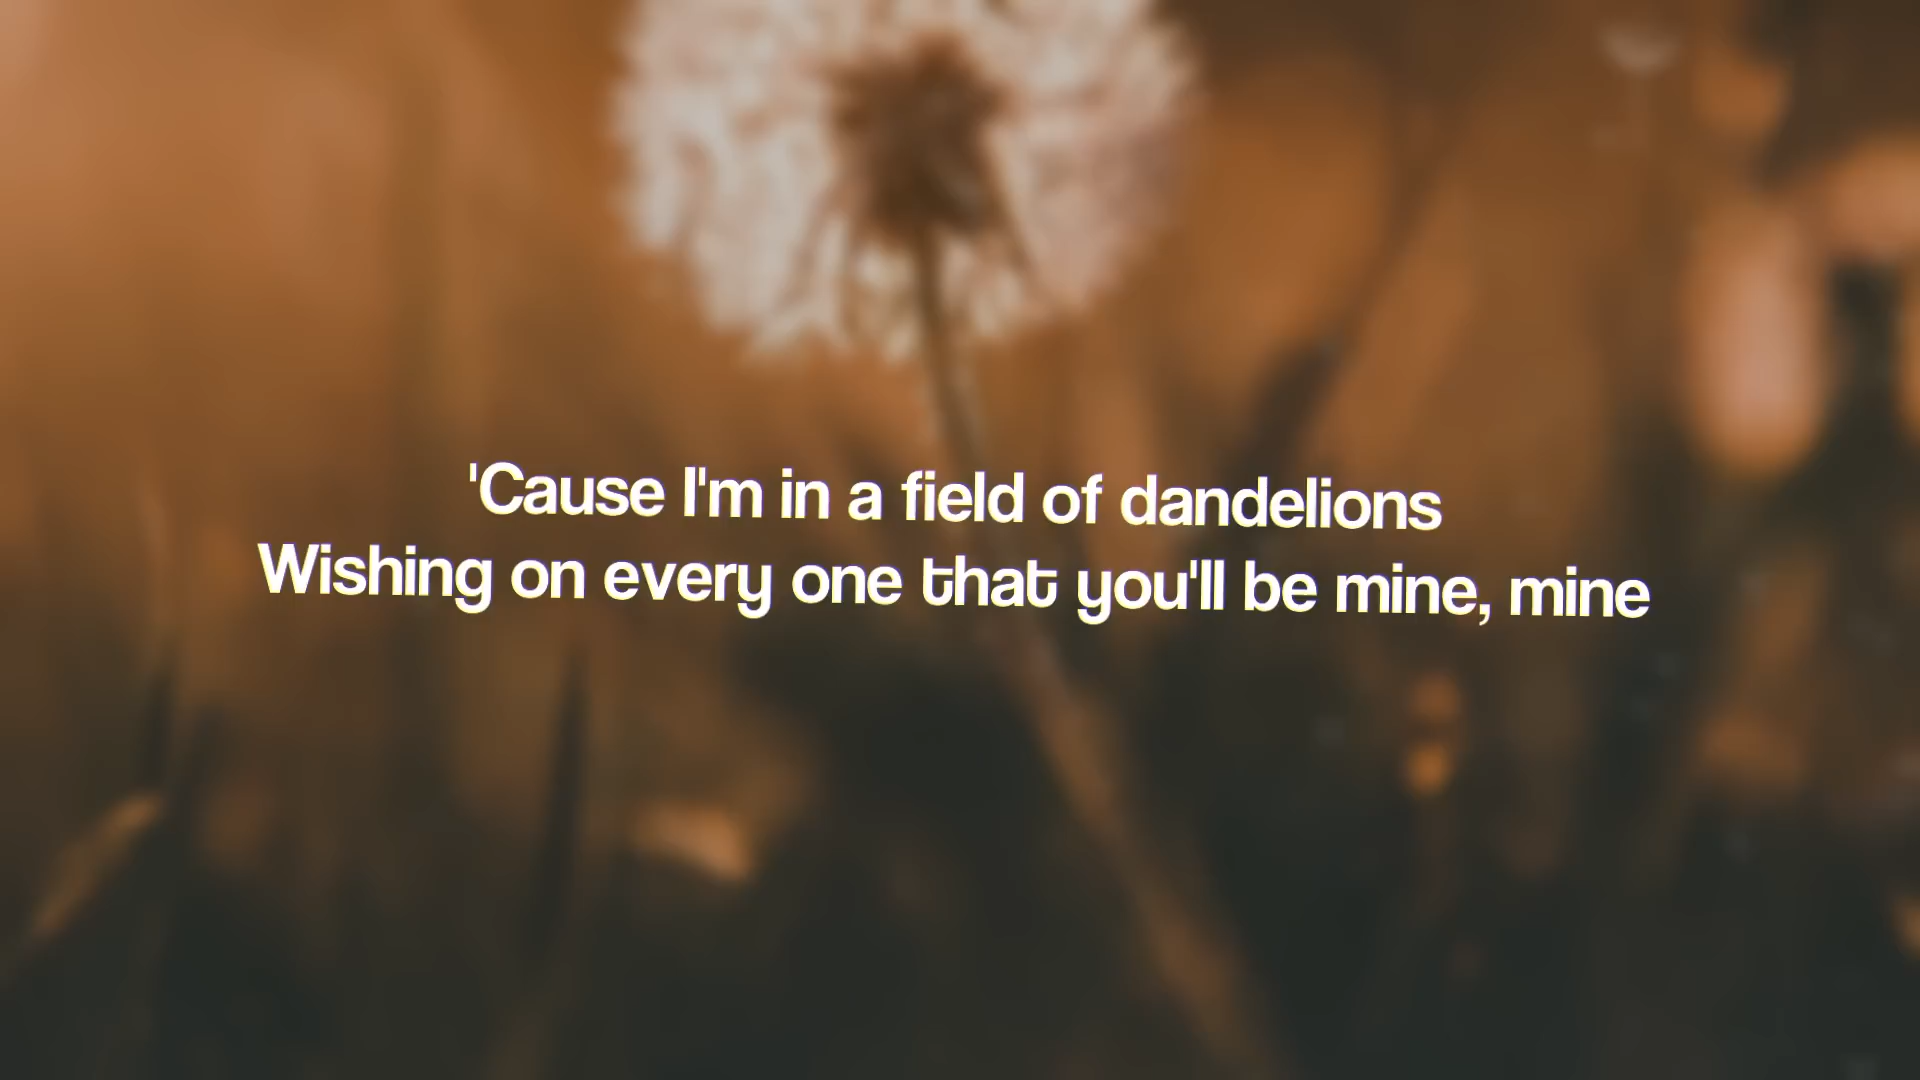 'Cause I'm in a field of dandelions
Wishing on every one that you'll be mine, mine